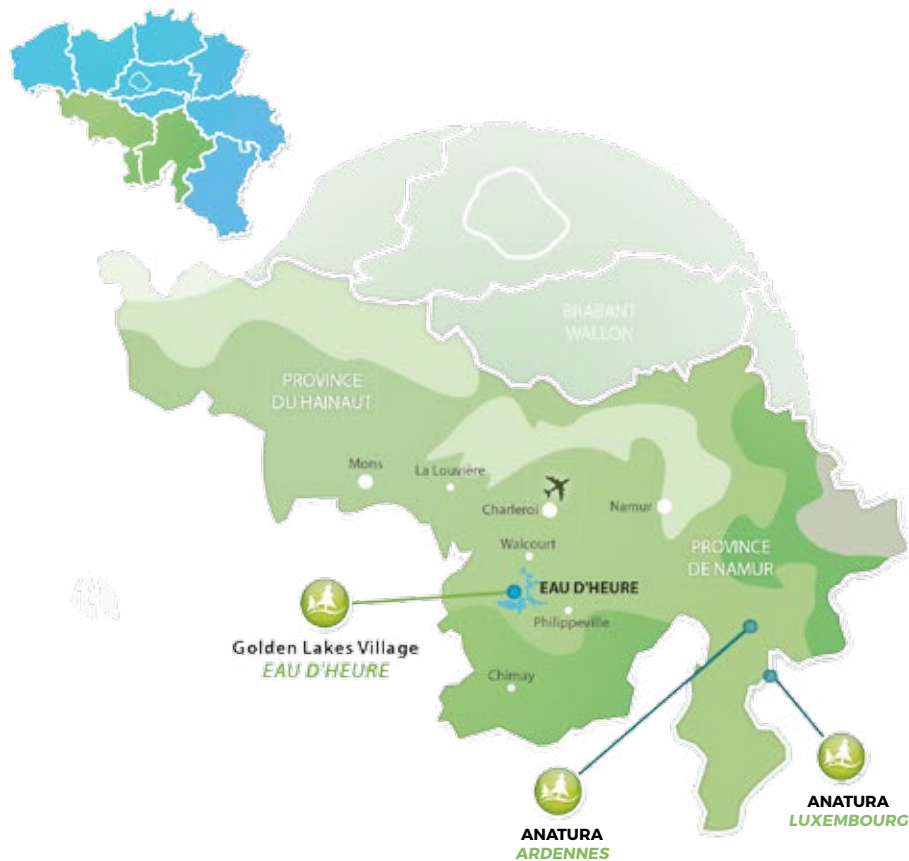 BRABANT
WALLON
PROVINCE
DU HAINAUT
Mons
La Louvière
Charleroi
Namur
Walcourt
PROVINCE
DE NAMUR
EAU D'HEURE
Philippeville
Golden Lakes Village
EAU D'HEURE
Chimay
ANATURA
LUXEMBOURG
ANATURA
ARDENNES